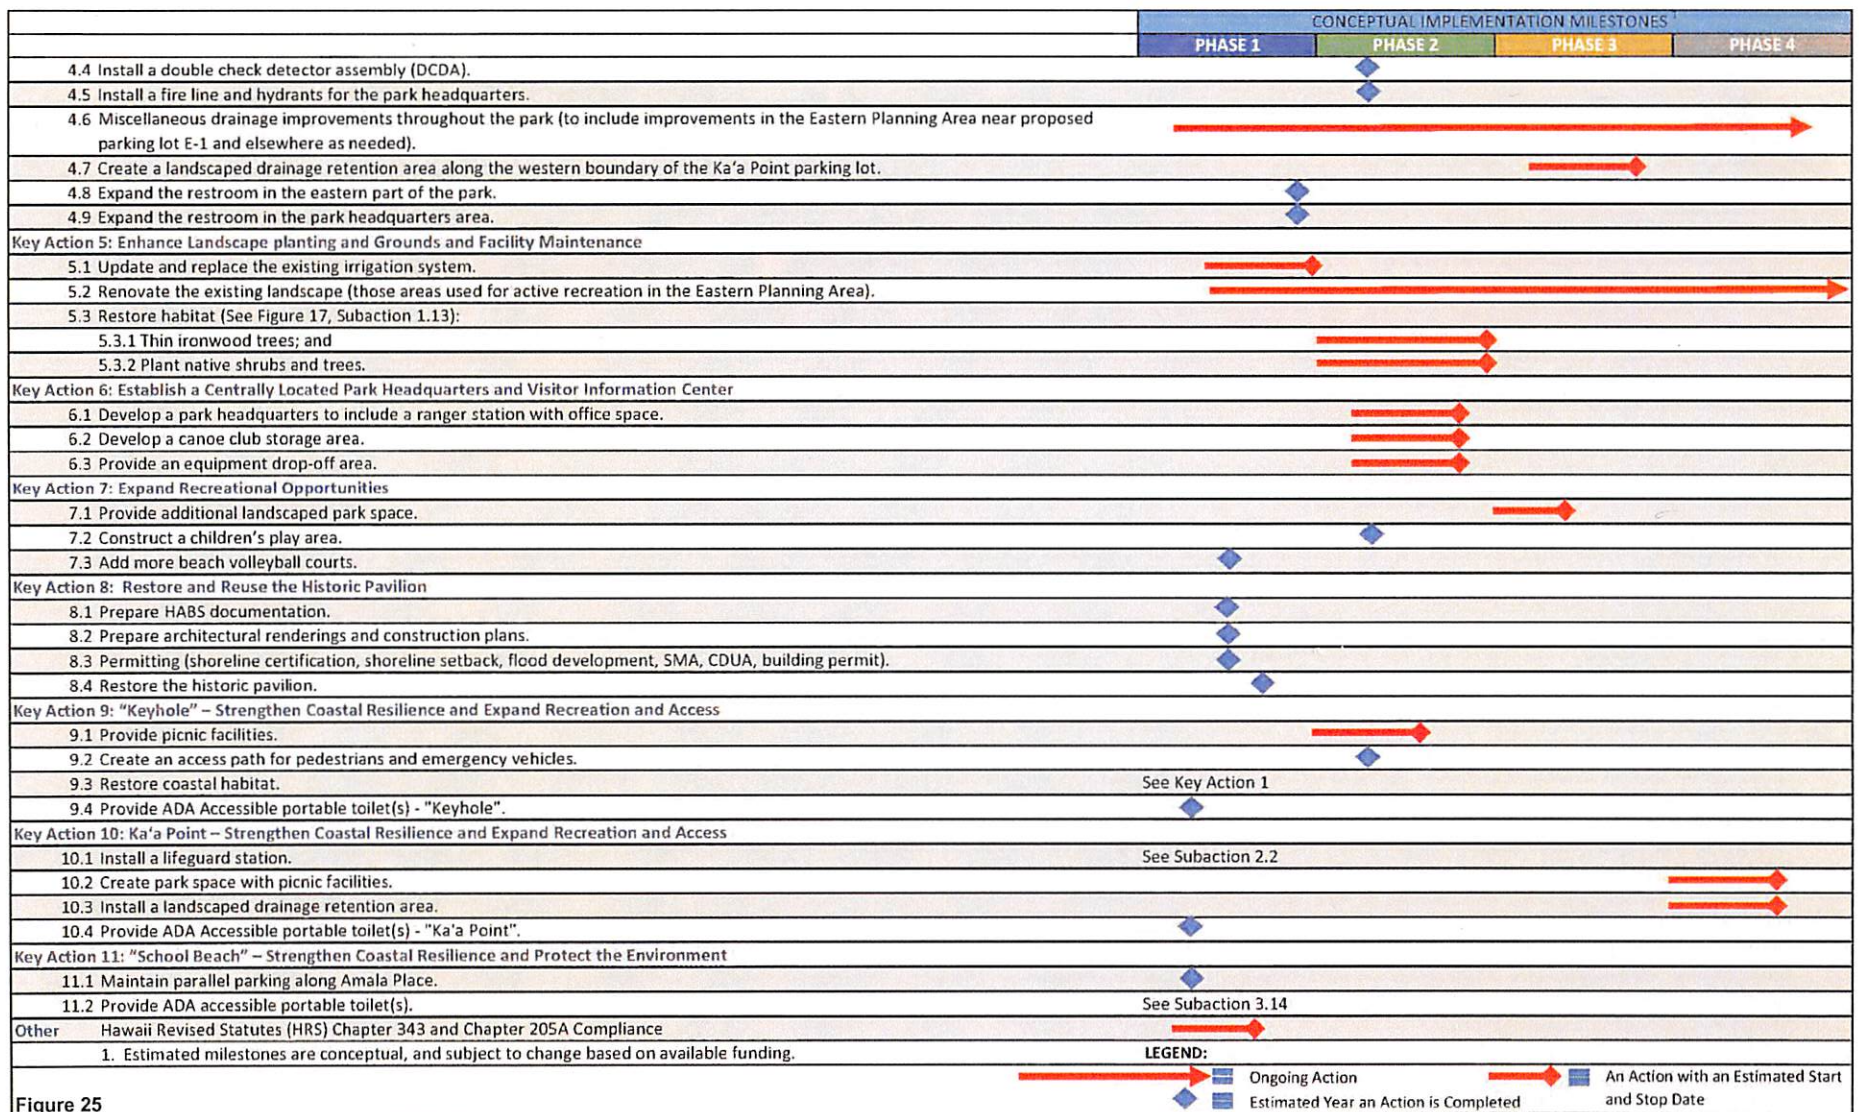 CONCEPTUAL IMPLEMENTATION MILESTONES 1
PHASE 1 PHASE 2 PHASE 3 PHASE 4
4.4 Install a double check detector assembly (DCDA).
4.5 Install a fire line and hydrants for the park headquarters.
4.6 Miscellaneous drainage improvements throughout the park (to include improvements in the Eastern Planning Area near proposed
parking lot E-1 and elsewhere as needed).
4.7 Create a landscaped drainage retention area along the western boundary of the Ka'a Point parking lot.
4.8 Expand the restroom in the eastern part of the park.
4.9 Expand the restroom in the park headquarters area.
Key Action 5: Enhance Landscape planting and Grounds and Facility Maintenance
5.1 Update and replace the existing irrigation system.
5.2 Renovate the existing landscape (those areas used for active recreation in the Eastern Planning Area).
5.3 Restore habitat (See Figure 17, Subaction 1.13):
5.3.1 Thin ironwood trees; and
5.3.2 Plant native shrubs and trees.
Key Action 6: Establish a Centrally Located Park Headquarters and Visitor Information Center
6.1 Develop a park headquarters to include a ranger station with office space.
6.2 Develop a canoe club storage area.
6.3 Provide an equipment drop-off area.
Key Action 7: Expand Recreational Opportunities
7.1 Provide additional landscaped park space.
7.2 Construct a children's play area.
7.3 Add more beach volleyball courts.
Key Action 8: Restore and Reuse the Historic Pavilion
8.1 Prepare HABS documentation.
8.2 Prepare architectural renderings and construction plans.
8.3 Permitting (shoreline certification, shoreline setback, flood development, SMA, CDUA, building permit).
8.4 Restore the historic pavilion.
Key Action 9: "Keyhole" – Strengthen Coastal Resilience and Expand Recreation and Access
9.1 Provide picnic facilities.
9.2 Create an access path for pedestrians and emergency vehicles.
9.3 Restore coastal habitat. See Key Action 1
9.4 Provide ADA Accessible portable toilet(s) - "Keyhole".
Key Action 10: Ka'a Point – Strengthen Coastal Resilience and Expand Recreation and Access
10.1 Install a lifeguard station. See Subaction 2.2
10.2 Create park space with picnic facilities.
10.3 Install a landscaped drainage retention area.
10.4 Provide ADA Accessible portable toilet(s) - "Ka'a Point".
Key Action 11: "School Beach" – Strengthen Coastal Resilience and Protect the Environment
11.1 Maintain parallel parking along Amala Place.
11.2 Provide ADA accessible portable toilet(s). See Subaction 3.14
Other Hawaii Revised Statutes (HRS) Chapter 343 and Chapter 205A Compliance
1. Estimated milestones are conceptual, and subject to change based on available funding. LEGEND:
Ongoing Action An Action with an Estimated Start
Estimated Year an Action is Completed and Stop Date
Figure 25